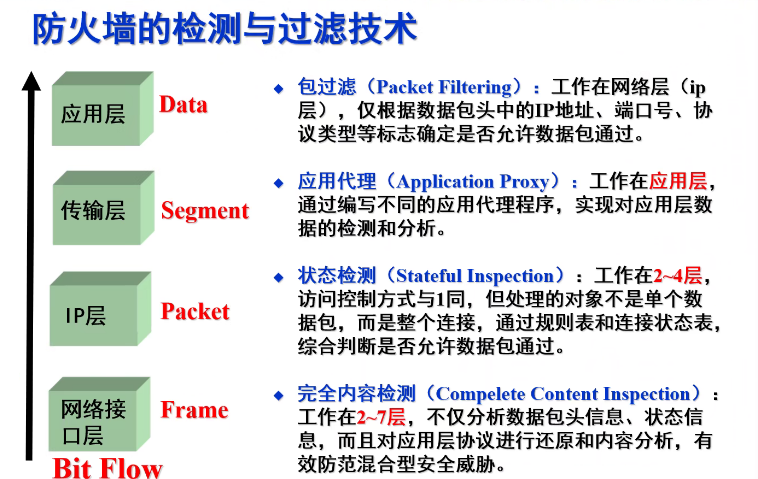 防火墙的检测与过滤技术
应用层
Data
传输层
Segment
IP层
Packet
网络接
口层
Frame
Bit Flow
◆ 包过滤（Packet Filtering）：工作在网络层（ip
层），仅根据数据包头中的IP地址、端口号、协
议类型等标志确定是否允许数据包通过。
◆ 应用代理（Application Proxy）：工作在应用层，
通过编写不同的应用代理程序，实现对应用层数
据的检测和分析。
◆ 状态检测（Stateful Inspection）：工作在2~4层，
访问控制方式与1同，但处理的对象不是单个数
据包，而是整个连接，通过规则表和连接状态表，
综合判断是否允许数据包通过。
◆ 完全内容检测（Compelete Content Inspection）：
工作在2~7层，不仅分析数据包头信息、状态信
息，而且对应用层协议进行还原和内容分析，有
效防范混合型安全威胁。